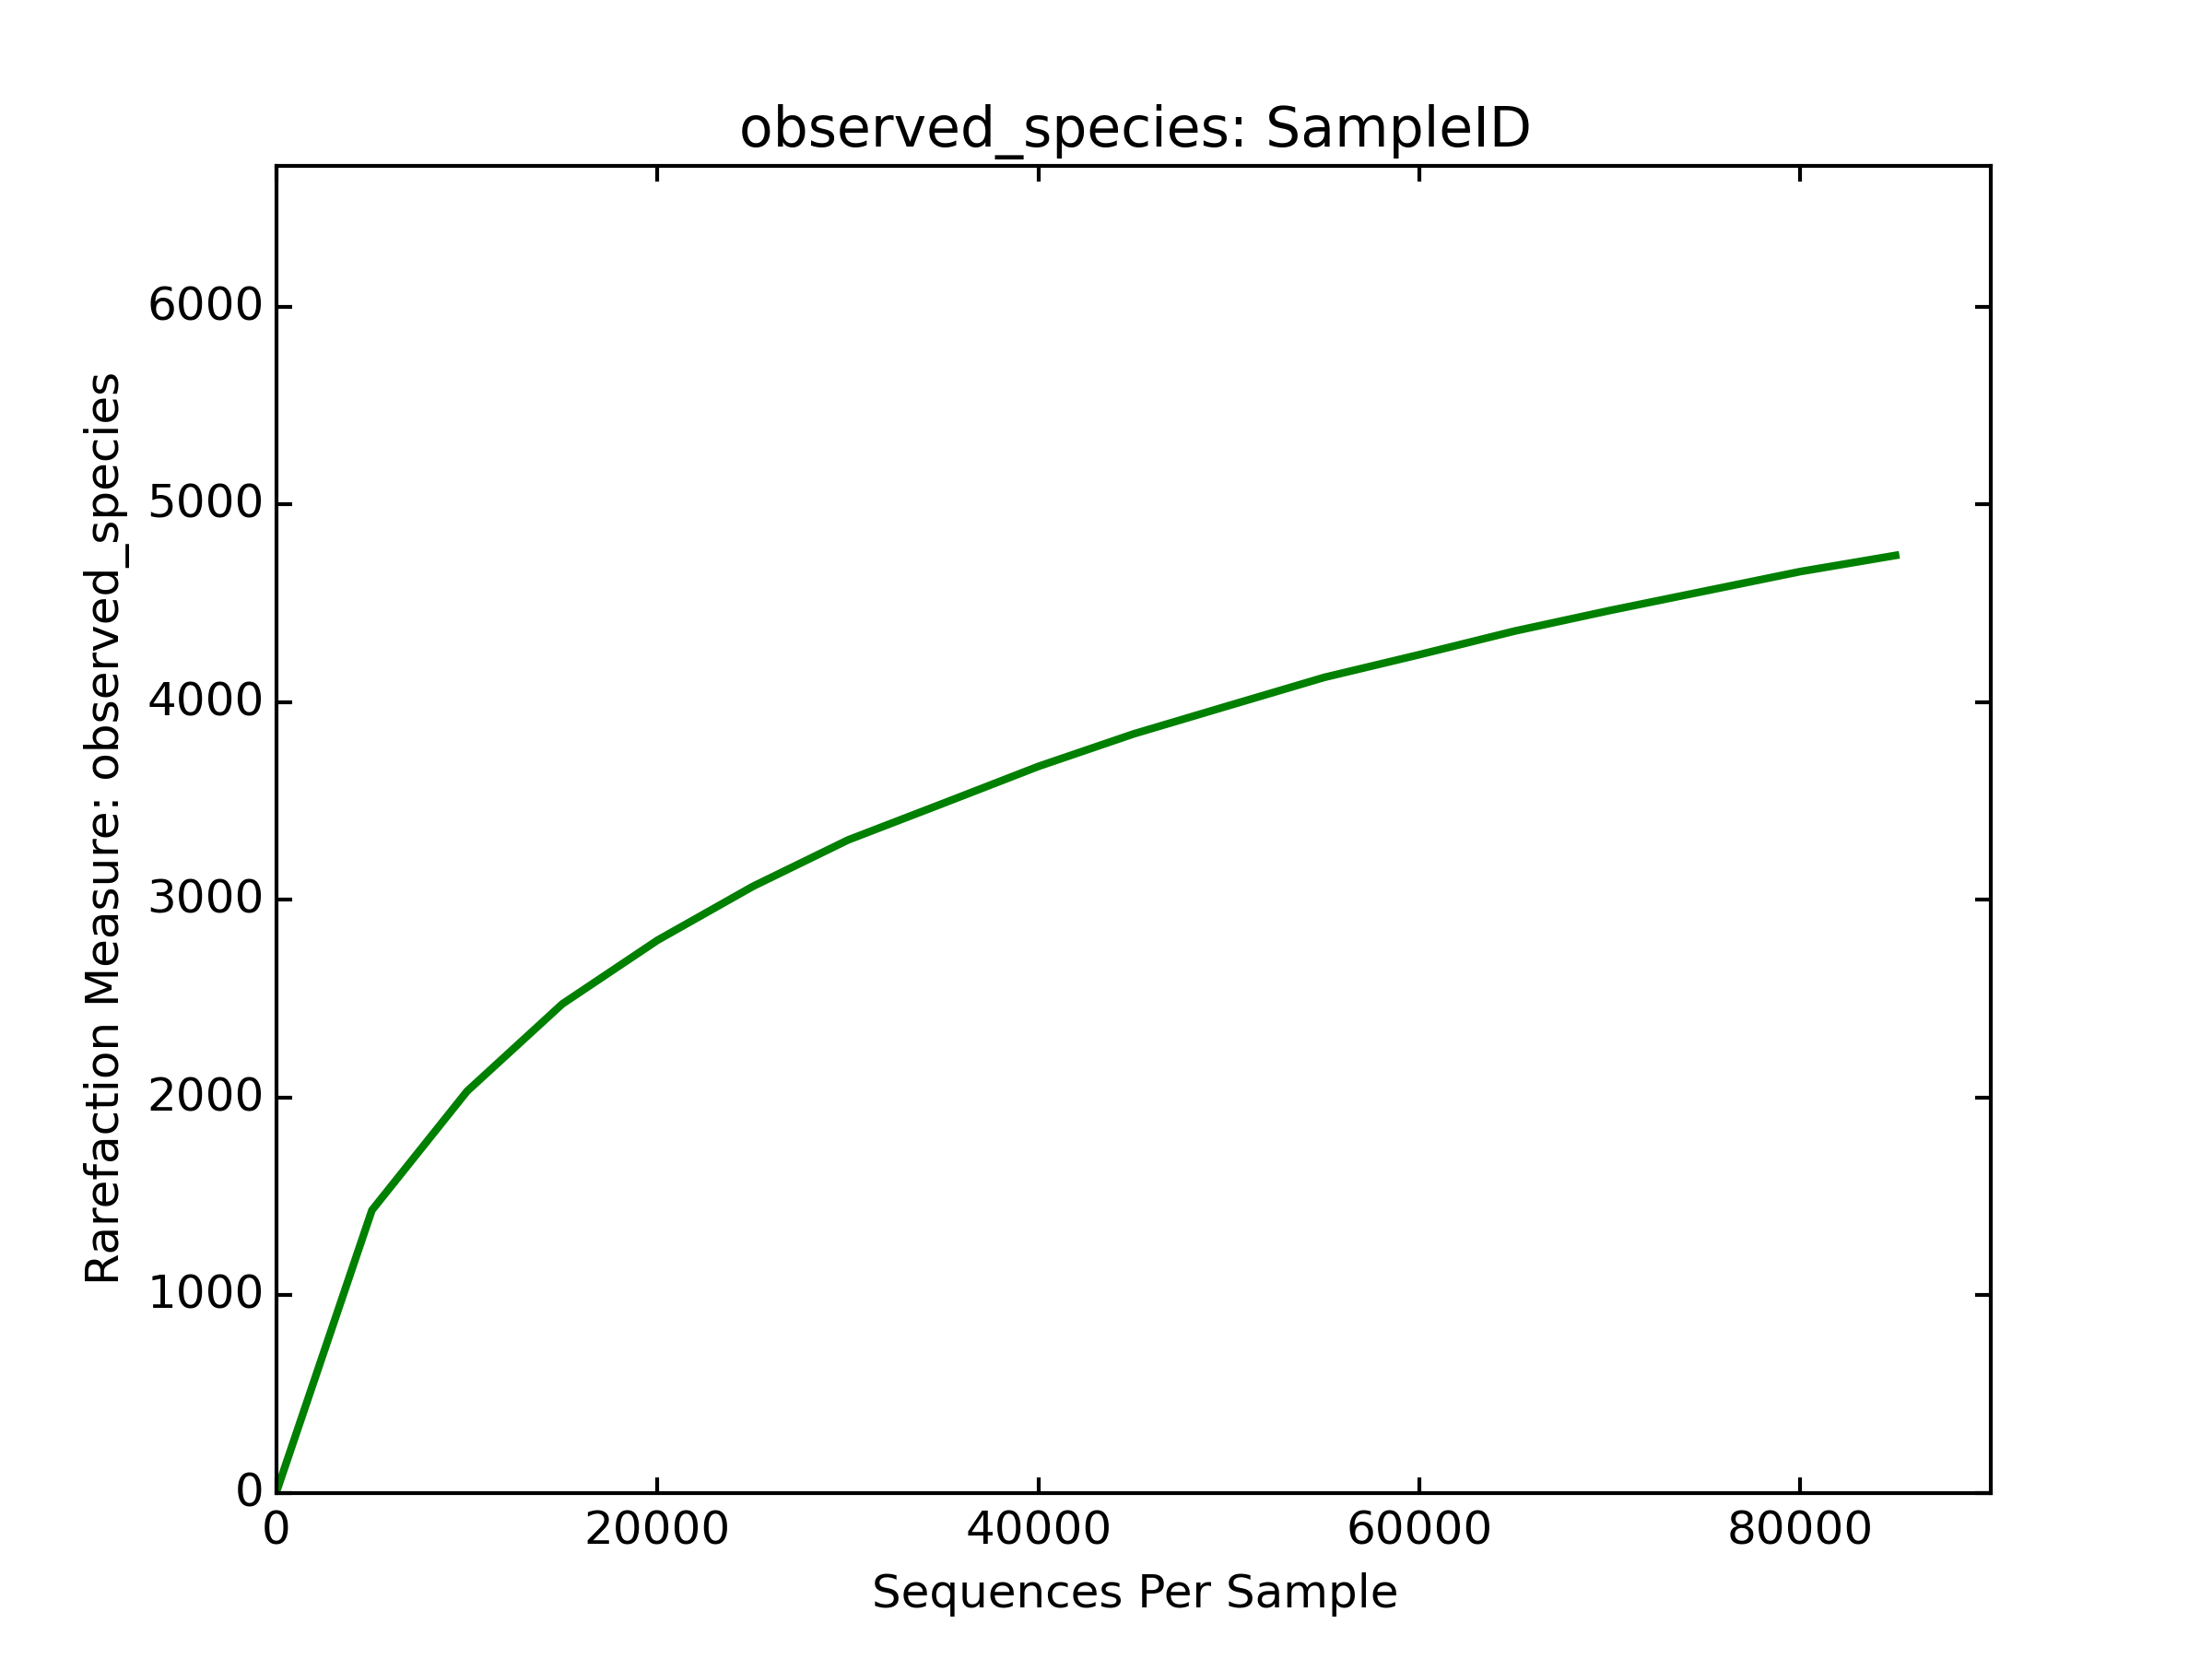 observed_species: SampleID
Rarefaction Measure: observed_species
6000
5000
4000
3000
2000
1000
0
0 20000 40000 60000 80000
Sequences Per Sample